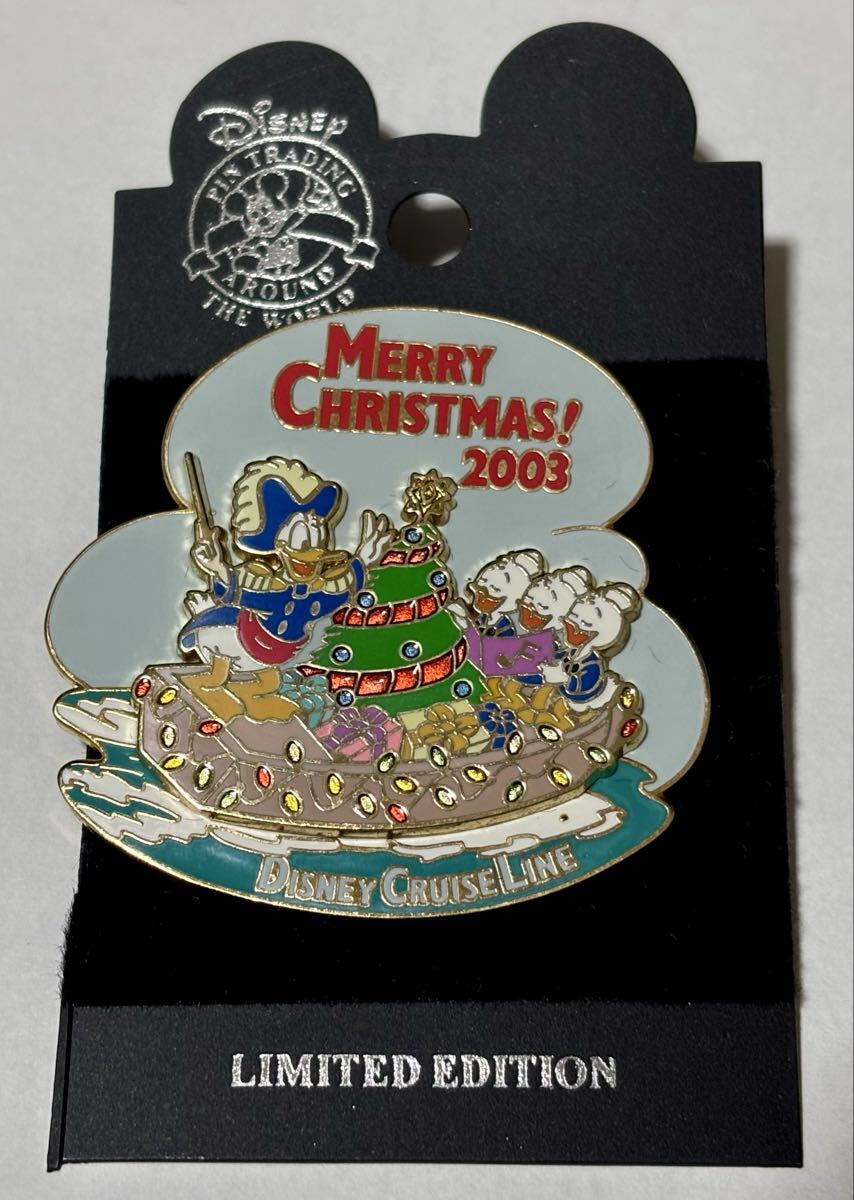 DISNEY
PIN TRADING
AROUND
THE WORLD
MERRY
CHRISTMAS!
2003
DISNEY CRUISE LINE
LIMITED EDITION